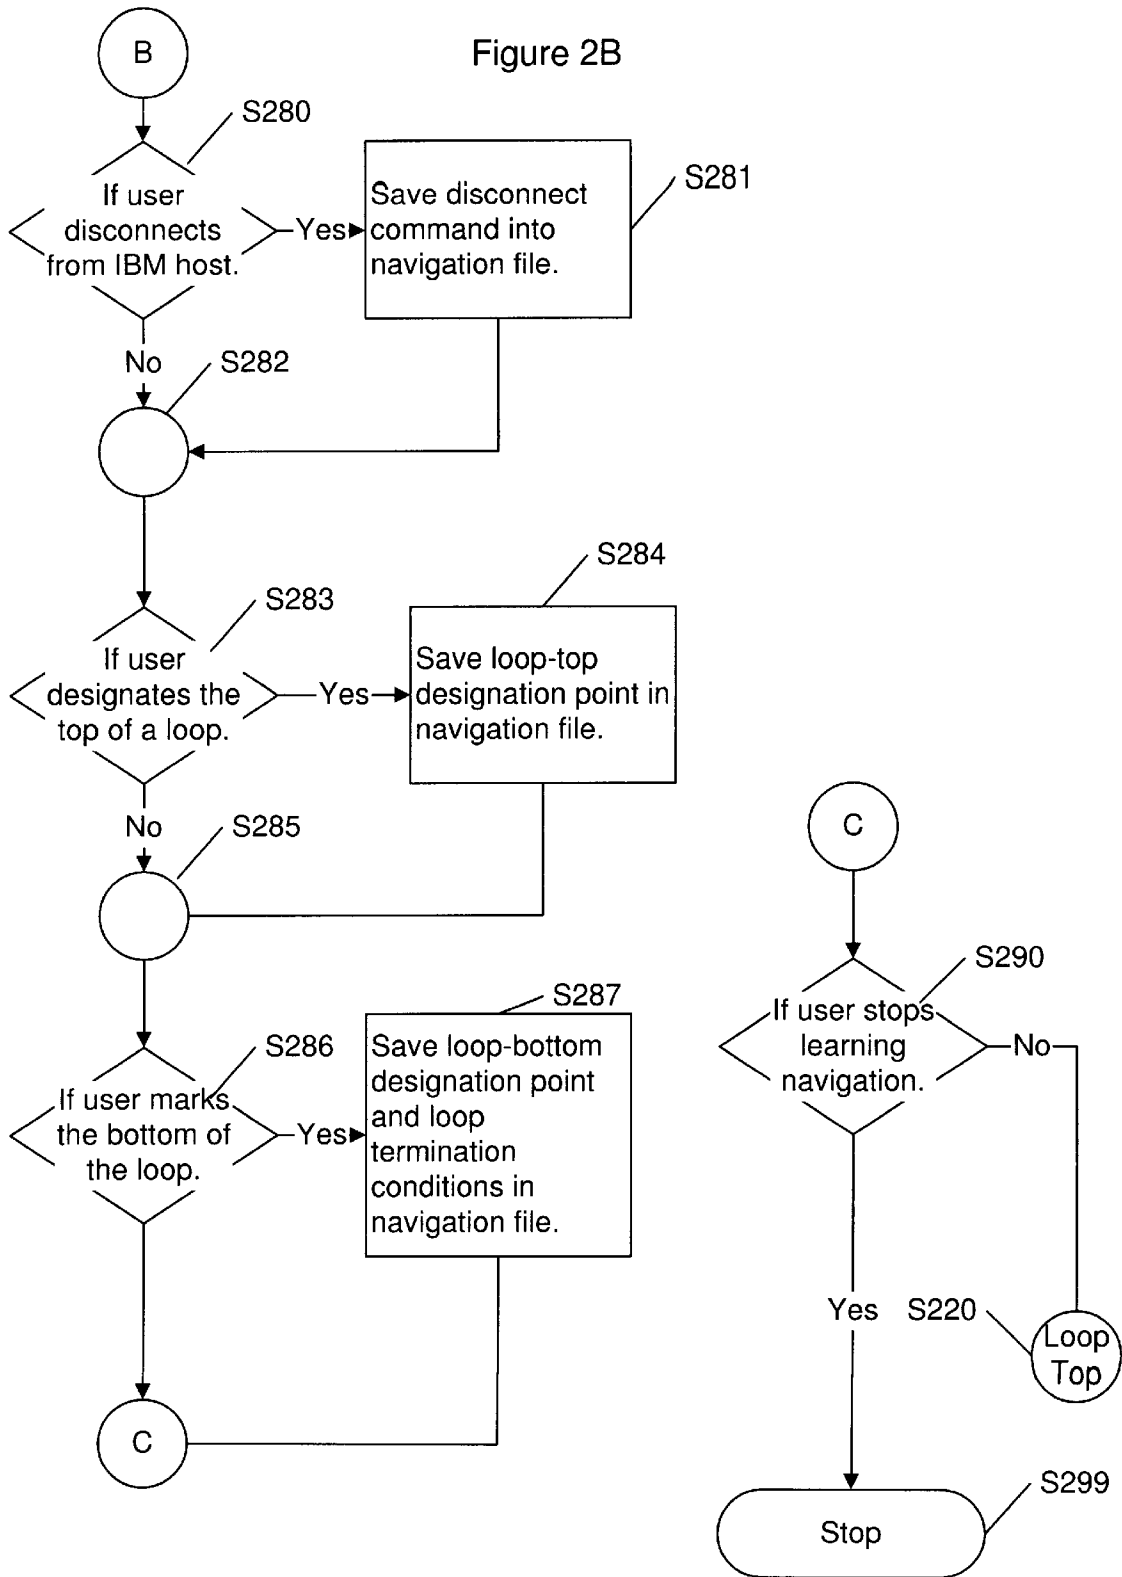 B
Figure 2B
S280
If user
disconnects
from IBM host.
Yes
Save disconnect
command into
navigation file.
S281
No
S282
S283
If user
designates the
top of a loop.
Yes
S284
Save loop-top
designation point in
navigation file.
No
S285
S286
If user marks
the bottom of
the loop.
Yes
S287
Save loop-bottom
designation point
and loop
termination
conditions in
navigation file.
C
C
S290
If user stops
learning
navigation.
No
Yes
S220
Loop
Top
S299
Stop